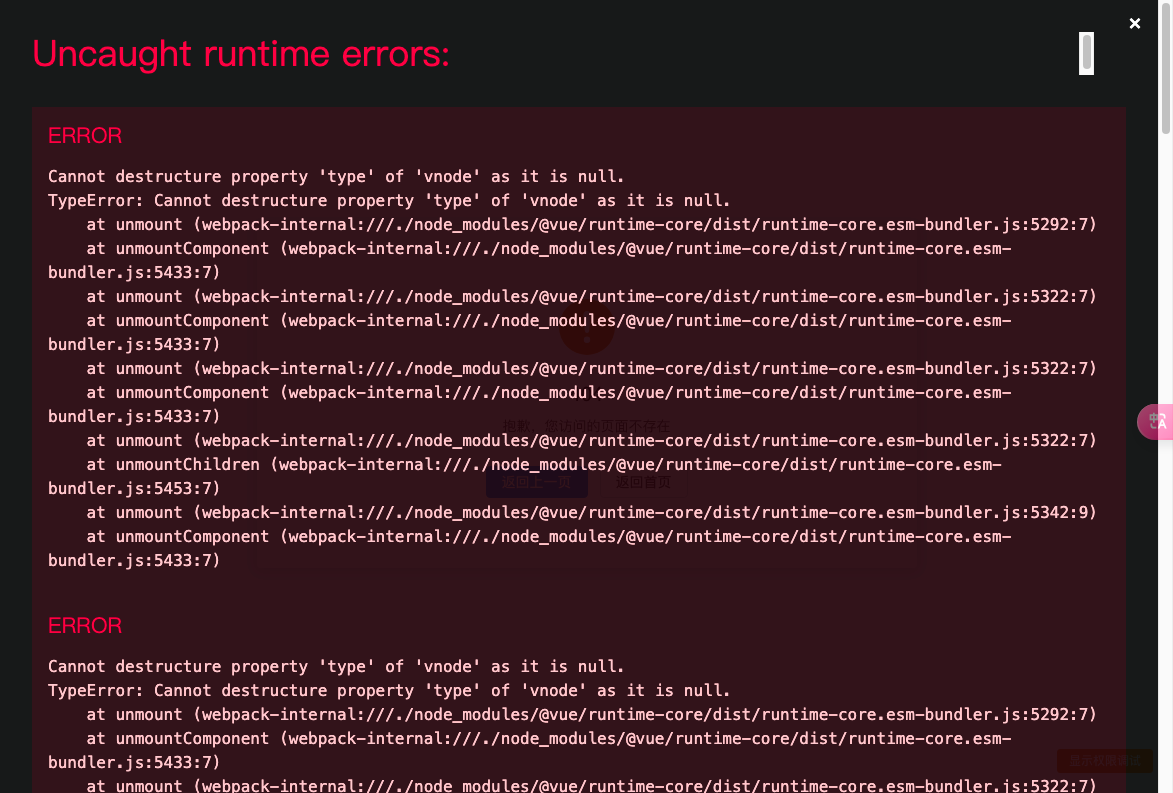 ×
Uncaught runtime errors:
ERROR
Cannot destructure property 'type' of 'vnode' as it is null.
TypeError: Cannot destructure property 'type' of 'vnode' as it is null.
    at unmount (webpack-internal:///./node_modules/@vue/runtime-core/dist/runtime-core.esm-bundler.js:5292:7)
    at unmountComponent (webpack-internal:///./node_modules/@vue/runtime-core/dist/runtime-core.esm-
bundler.js:5433:7)
    at unmount (webpack-internal:///./node_modules/@vue/runtime-core/dist/runtime-core.esm-bundler.js:5322:7)
    at unmountComponent (webpack-internal:///./node_modules/@vue/runtime-core/dist/runtime-core.esm-
bundler.js:5433:7)
    at unmount (webpack-internal:///./node_modules/@vue/runtime-core/dist/runtime-core.esm-bundler.js:5322:7)
    at unmountComponent (webpack-internal:///./node_modules/@vue/runtime-core/dist/runtime-core.esm-
bundler.js:5433:7)
抱歉，您访问的页面不存在
    at unmount (webpack-internal:///./node_modules/@vue/runtime-core/dist/runtime-core.esm-bundler.js:5322:7)
    at unmountChildren (webpack-internal:///./node_modules/@vue/runtime-core/dist/runtime-core.esm-
bundler.js:5453:7)
返回上一页 返回首页
    at unmount (webpack-internal:///./node_modules/@vue/runtime-core/dist/runtime-core.esm-bundler.js:5342:9)
    at unmountComponent (webpack-internal:///./node_modules/@vue/runtime-core/dist/runtime-core.esm-
bundler.js:5433:7)
ERROR
Cannot destructure property 'type' of 'vnode' as it is null.
TypeError: Cannot destructure property 'type' of 'vnode' as it is null.
    at unmount (webpack-internal:///./node_modules/@vue/runtime-core/dist/runtime-core.esm-bundler.js:5292:7)
    at unmountComponent (webpack-internal:///./node_modules/@vue/runtime-core/dist/runtime-core.esm-
bundler.js:5433:7)
显示权限调试
    at unmount (webpack-internal:///./node_modules/@vue/runtime-core/dist/runtime-core.esm-bundler.js:5322:7)